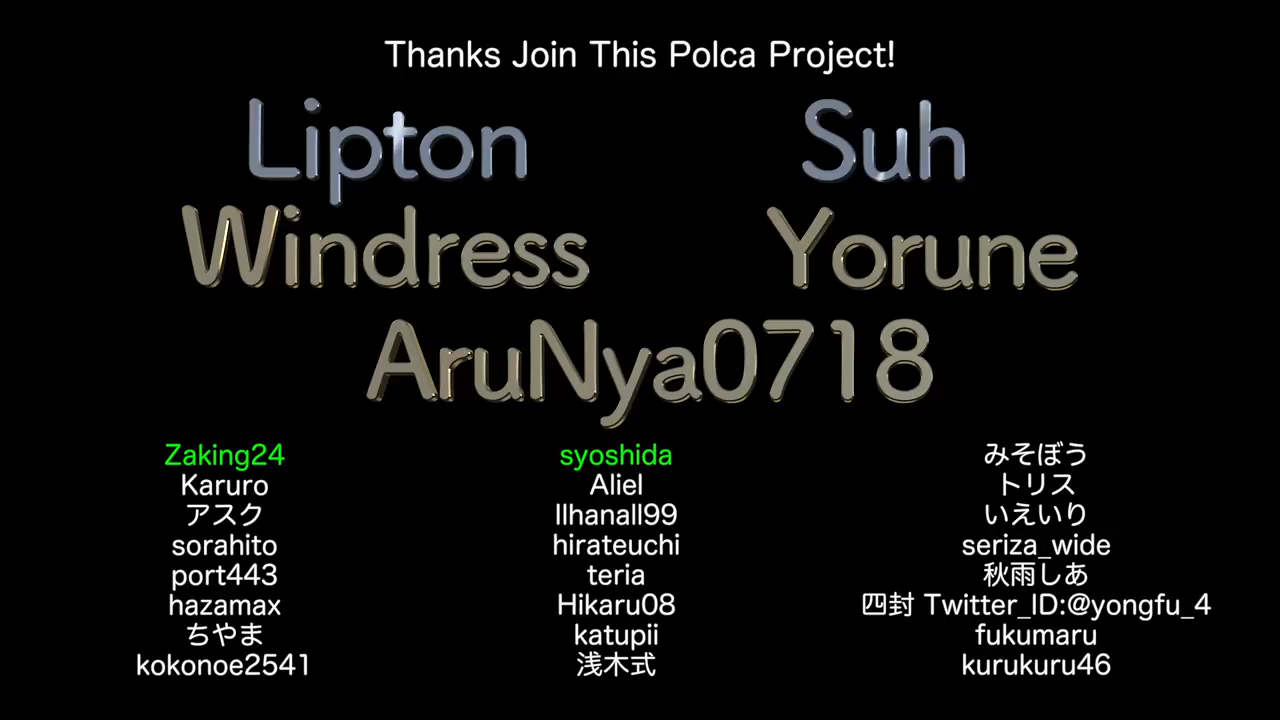 Thanks Join This Polca Project!
Lipton Suh
Windress Yorune
AruNya0718
Zaking24 syoshida みそぼう
Karuro Aliel トリス
アスク llhanall99 いえいり
sorahito hirateuchi seriza_wide
port443 teria 秋雨しあ
hazamax Hikaru08 四封 Twitter_ID:@yongfu_4
ちやま katupii fukumaru
kokonoe2541 浅木式 kurukuru46